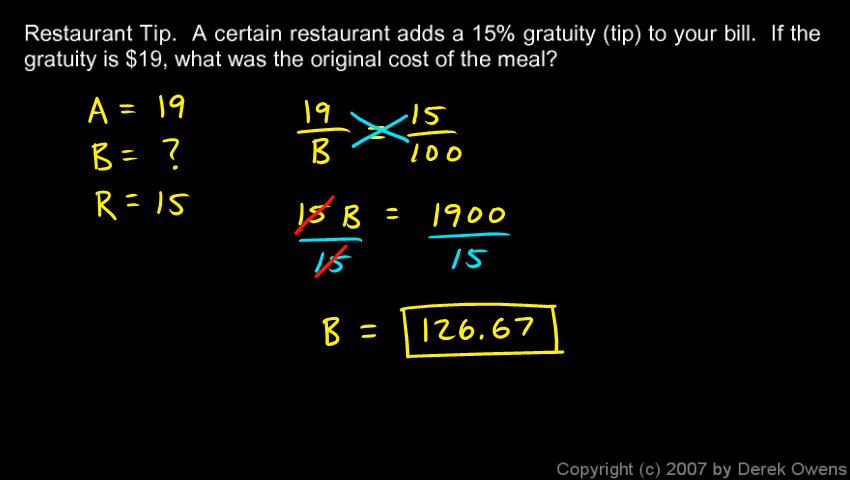 Restaurant Tip. A certain restaurant adds a 15% gratuity (tip) to your bill. If the
gratuity is $19, what was the original cost of the meal?
A = 19
B = ?
R = 15
19/B = 15/100
15 B / 15 = 1900 / 15
B = 126.67
Copyright (c) 2007 by Derek Owens